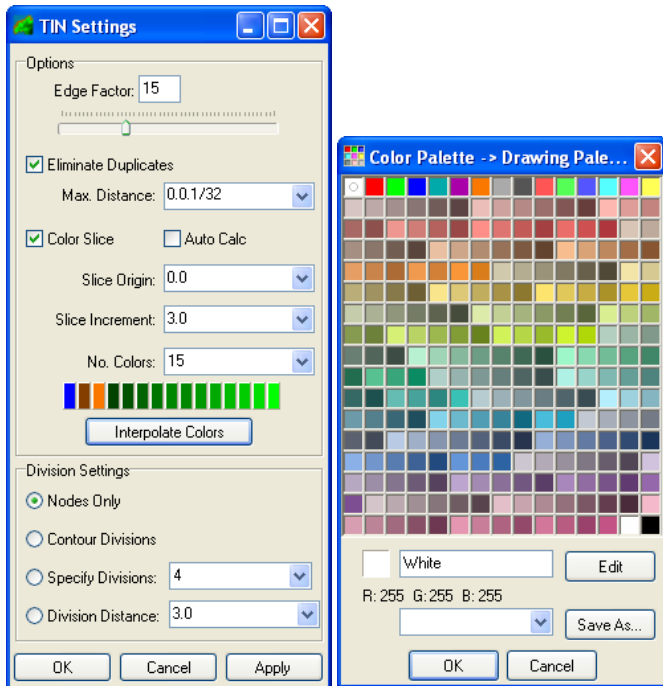 TIN Settings
Options
Edge Factor: 15
Eliminate Duplicates
Max. Distance: 0.0.1/32
Color Slice Auto Calc
Slice Origin: 0.0
Slice Increment: 3.0
No. Colors: 15
Interpolate Colors
Division Settings
Nodes Only
Contour Divisions
Specify Divisions: 4
Division Distance: 3.0
OK Cancel Apply
Color Palette -> Drawing Pale...
White Edit
R: 255 G: 255 B: 255
Save As...
OK Cancel